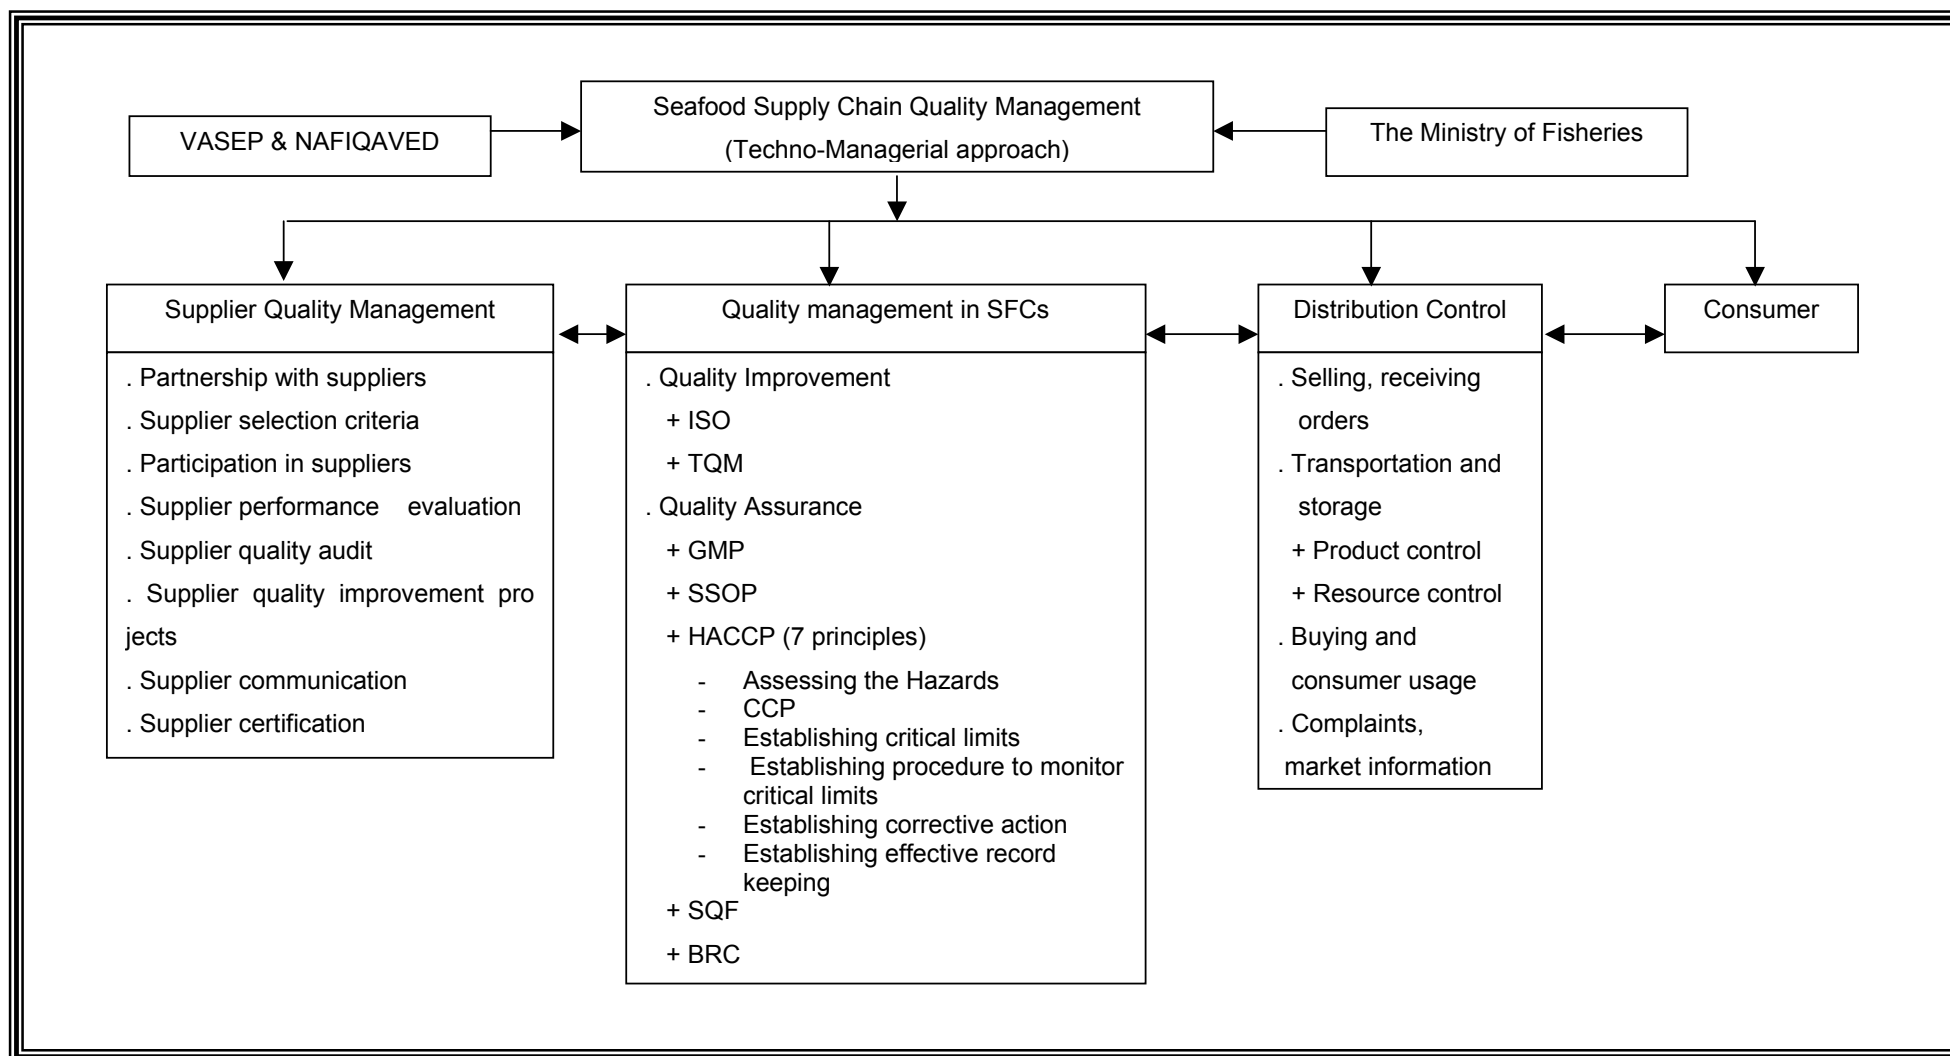 Seafood Supply Chain Quality Management
(Techno-Managerial approach)
VASEP & NAFIQAVED
The Ministry of Fisheries
Supplier Quality Management
. Partnership with suppliers
. Supplier selection criteria
. Participation in suppliers
. Supplier performance evaluation
. Supplier quality audit
. Supplier quality improvement pro
jects
. Supplier communication
. Supplier certification
Quality management in SFCs
. Quality Improvement
+ ISO
+ TQM
. Quality Assurance
+ GMP
+ SSOP
+ HACCP (7 principles)
- Assessing the Hazards
- CCP
- Establishing critical limits
- Establishing procedure to monitor
critical limits
- Establishing corrective action
- Establishing effective record
keeping
+ SQF
+ BRC
Distribution Control
. Selling, receiving
orders
. Transportation and
storage
+ Product control
+ Resource control
. Buying and
consumer usage
. Complaints,
market information
Consumer